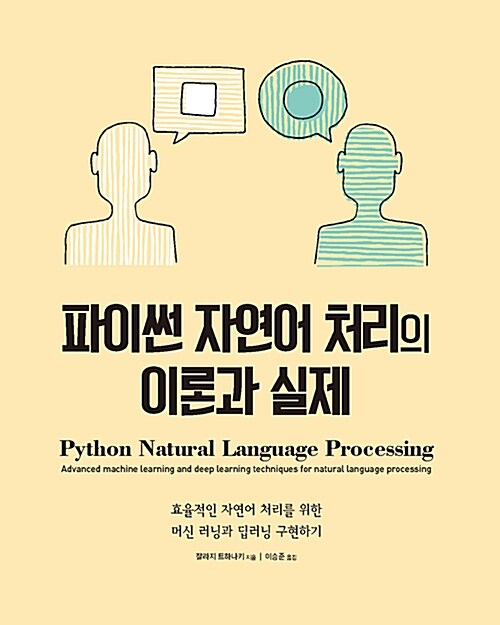 파이썬 자연어 처리의
이론과 실제
Python Natural Language Processing
Advanced machine learning and deep learning techniques for natural language processing
효율적인 자연어 처리를 위한
머신 러닝과 딥러닝 구현하기
잘라지 트하나키 지음 | 이승준 옮김